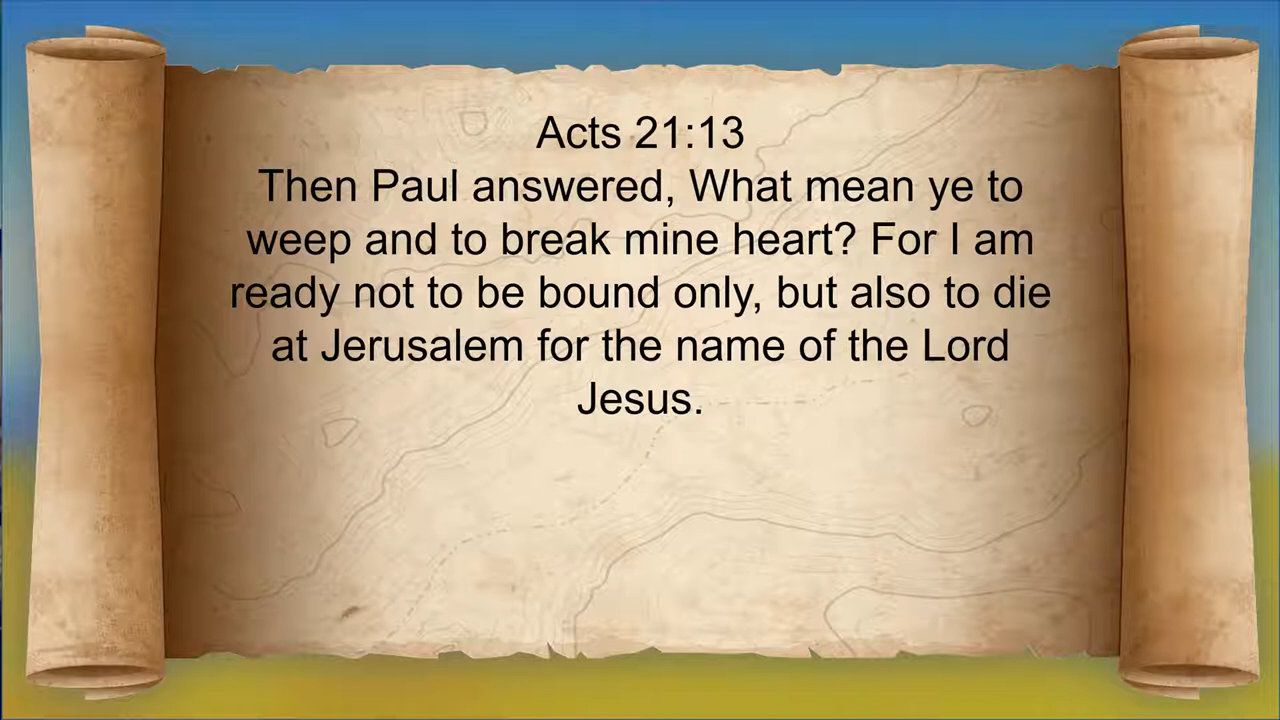 Acts 21:13
Then Paul answered, What mean ye to
weep and to break mine heart? For I am
ready not to be bound only, but also to die
at Jerusalem for the name of the Lord
Jesus.